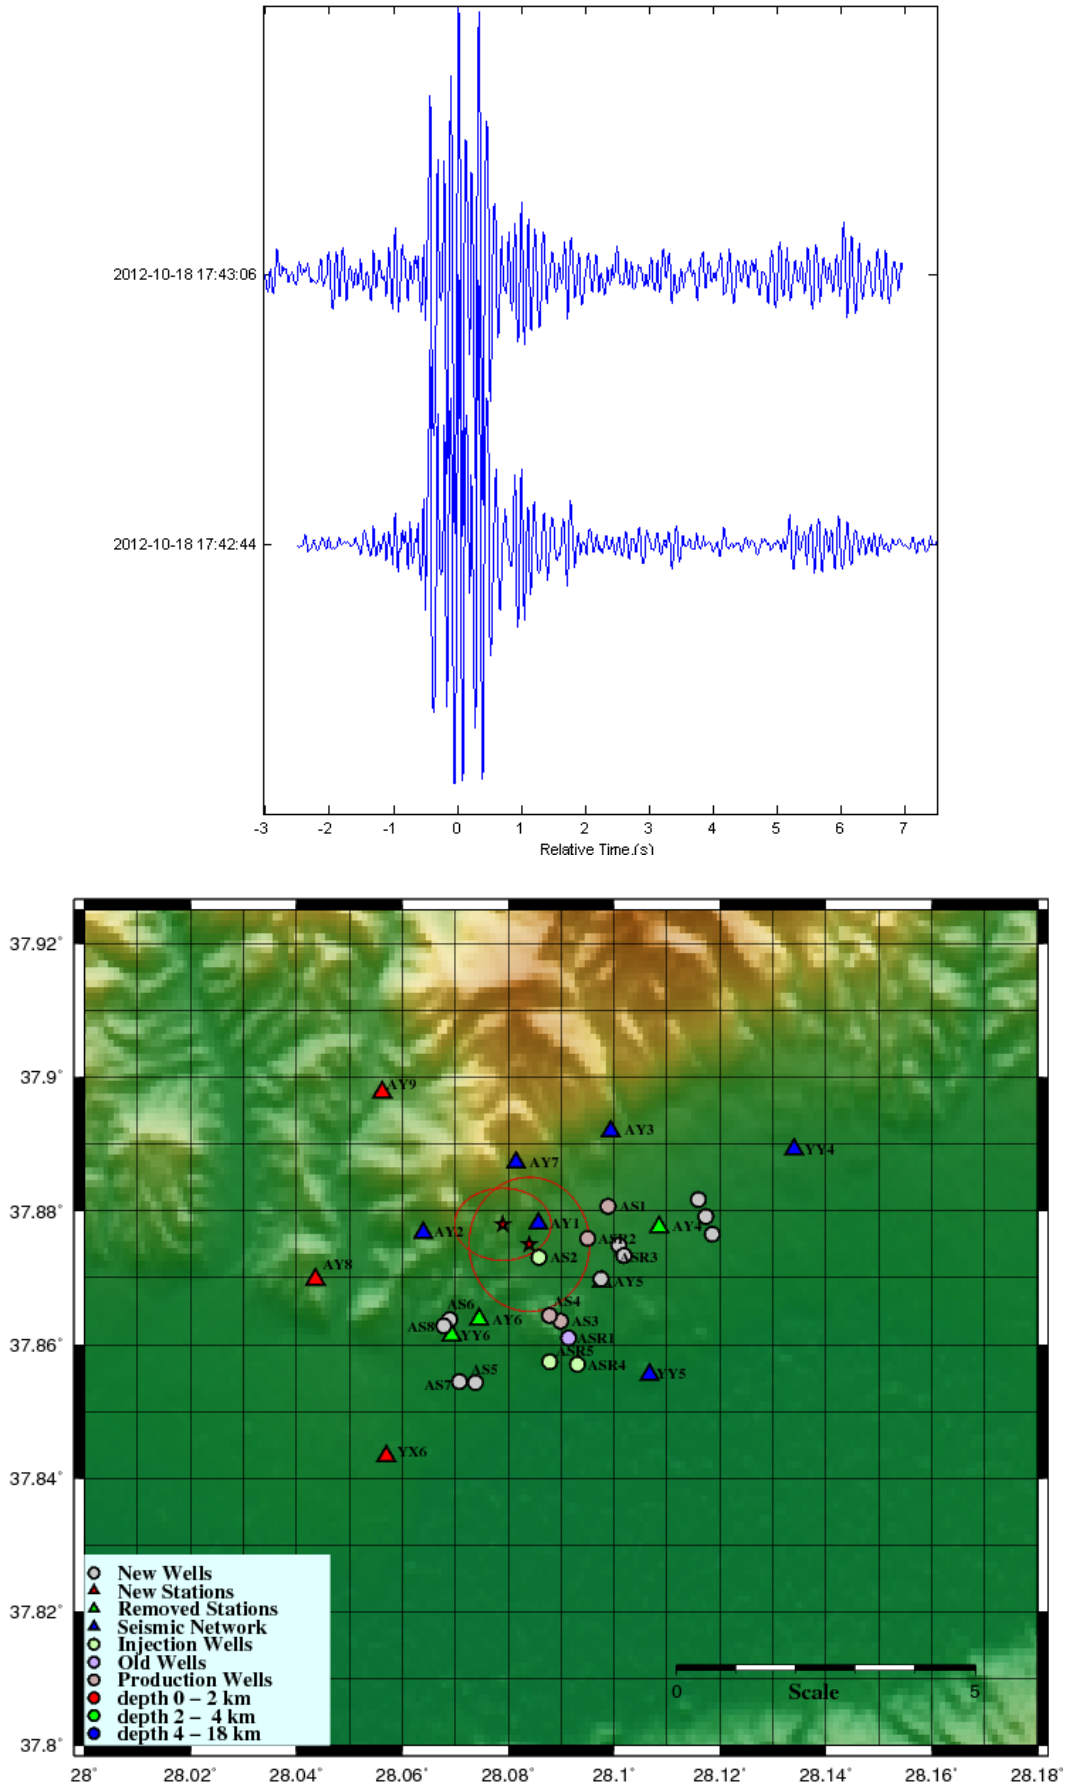 2012-10-18 17:43:06
2012-10-18 17:42:44
-3 -2 -1 0 1 2 3 4 5 6 7
Relative Time.(s)
37.92°
37.9°
37.88°
37.86°
37.84°
37.82°
37.8°
AY9
AY3
YY4
AY7
AS1
AY2
AY1
AY4
ASR2
AS2
ASR3
AY8
AY5
AS6
AS4
AS8
AY6
AS3
YY6
ASR1
ASR5
ASR4
AS5
YY5
AS7
YX6
New Wells
New Stations
Removed Stations
Seismic Network
Injection Wells
Old Wells
Production Wells
depth 0 – 2 km
depth 2 – 4 km
depth 4 – 18 km
0 Scale 5
28° 28.02° 28.04° 28.06° 28.08° 28.1° 28.12° 28.14° 28.16° 28.18°